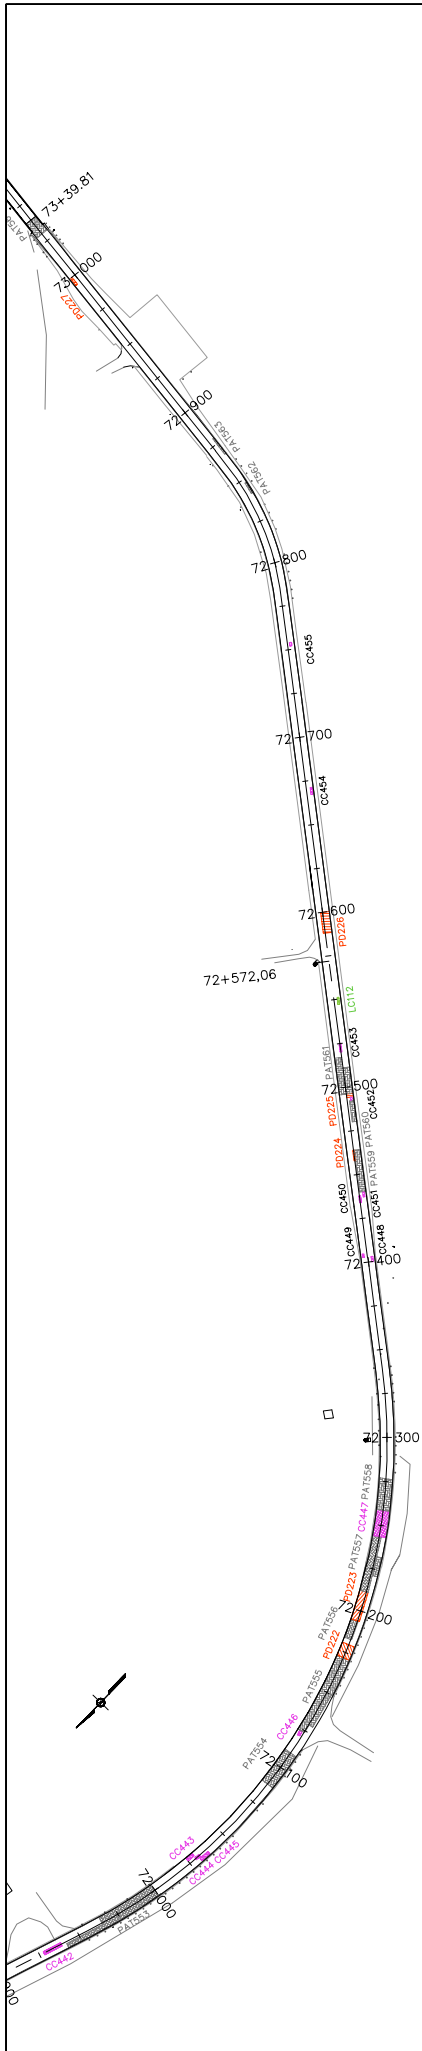 73+39.81
PAT56
73+000
PD227
72+900
PAT563
PAT562
72+800
CC455
72+700
CC454
72+600
PD226
72+572,06
LC112
CC453
PAT561
72+500
PD225
CC452
PAT560
PD224
PAT559
CC450
CC451
CC449
CC448
72+400
72+300
PAT558
CC447
PAT557
PD223
72+200
PAT556
PD222
PAT555
CC446
PAT554
72+100
CC443
CC444 CC445
72+000
PAT553
CC442